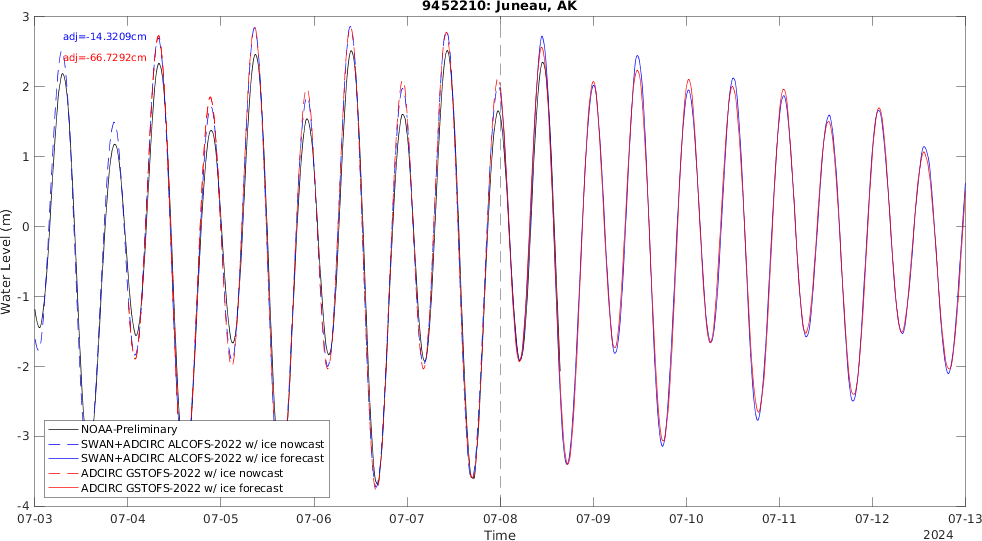 9452210: Juneau, AK
adj=-14.3209cm
adj=-66.7292cm
3
2
1
0
-1
-2
-3
-4
Water Level (m)
NOAA-Preliminary
SWAN+ADCIRC ALCOFS-2022 w/ ice nowcast
SWAN+ADCIRC ALCOFS-2022 w/ ice forecast
ADCIRC GSTOFS-2022 w/ ice nowcast
ADCIRC GSTOFS-2022 w/ ice forecast
07-03 07-04 07-05 07-06 07-07 07-08 07-09 07-10 07-11 07-12 07-13
Time
2024